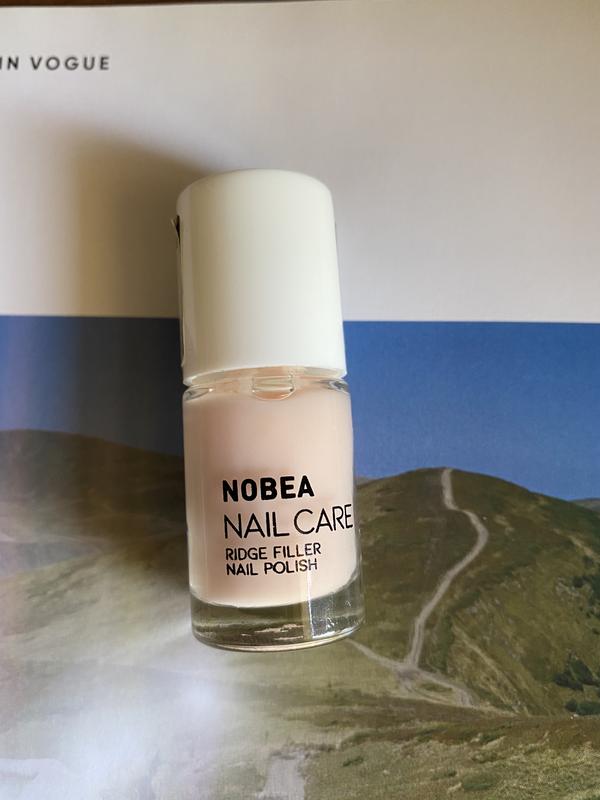 IN VOGUE
NOBEA
NAIL CARE
RIDGE FILLER
NAIL POLISH